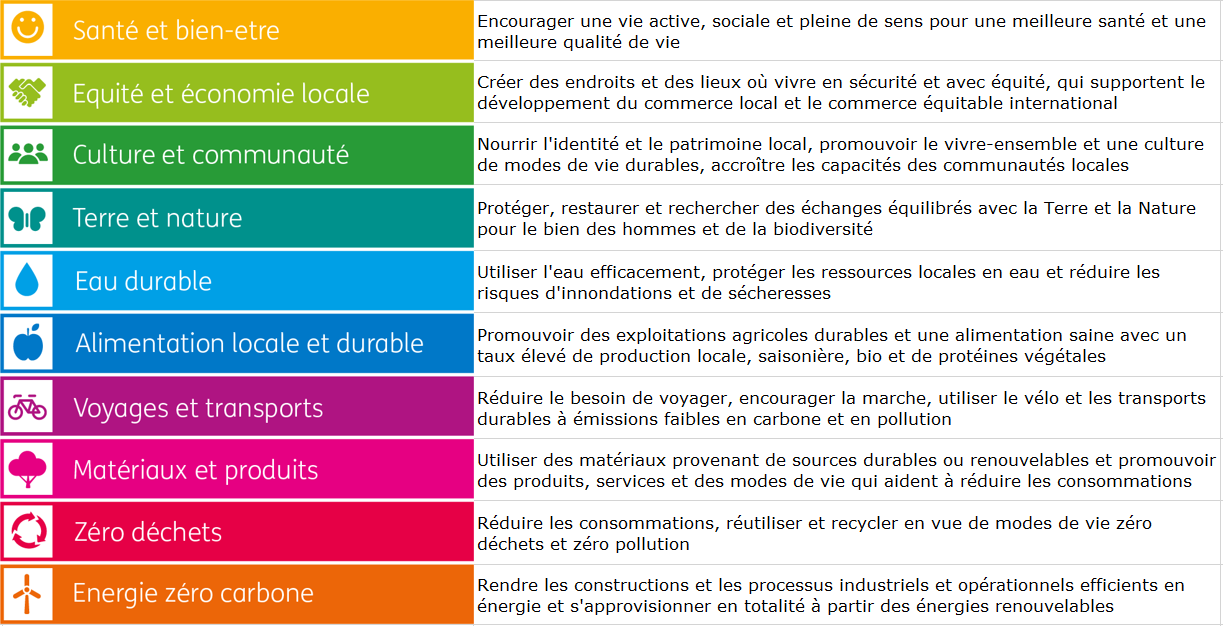 Santé et bien-etre
Encourager une vie active, sociale et pleine de sens pour une meilleure santé et une
meilleure qualité de vie
Equité et économie locale
Créer des endroits et des lieux où vivre en sécurité et avec équité, qui supportent le
développement du commerce local et le commerce équitable international
Culture et communauté
Nourrir l'identité et le patrimoine local, promouvoir le vivre-ensemble et une culture
de modes de vie durables, accroître les capacités des communautés locales
Terre et nature
Protéger, restaurer et rechercher des échanges équilibrés avec la Terre et la Nature
pour le bien des hommes et de la biodiversité
Eau durable
Utiliser l'eau efficacement, protéger les ressources locales en eau et réduire les
risques d'innondations et de sécheresses
Alimentation locale et durable
Promouvoir des exploitations agricoles durables et une alimentation saine avec un
taux élevé de production locale, saisonière, bio et de protéines végétales
Voyages et transports
Réduire le besoin de voyager, encourager la marche, utiliser le vélo et les transports
durables à émissions faibles en carbone et en pollution
Matériaux et produits
Utiliser des matériaux provenant de sources durables ou renouvelables et promouvoir
des produits, services et des modes de vie qui aident à réduire les consommations
Zéro déchets
Réduire les consommations, réutiliser et recycler en vue de modes de vie zéro
déchets et zéro pollution
Energie zéro carbone
Rendre les constructions et les processus industriels et opérationnels efficients en
énergie et s'approvisionner en totalité à partir des énergies renouvelables